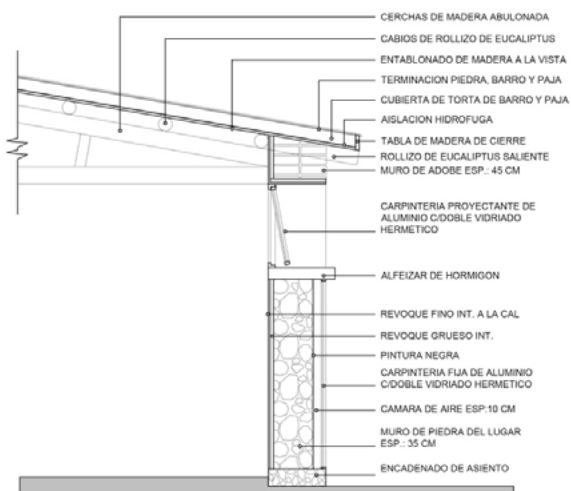 CERCHAS DE MADERA ABULONADA
CABIOS DE ROLLIZO DE EUCALIPTUS
ENTABLONADO DE MADERA A LA VISTA
TERMINACION PIEDRA, BARRO Y PAJA
CUBIERTA DE TORTA DE BARRO Y PAJA
AISLACION HIDROFUGA
TABLA DE MADERA DE CIERRE
ROLLIZO DE EUCALIPTUS SALIENTE
MURO DE ADOBE ESP.: 45 CM
CARPINTERIA PROYECTANTE DE
ALUMINIO C/DOBLE VIDRIADO
HERMETICO
ALFEIZAR DE HORMIGON
REVOQUE FINO INT. A LA CAL
REVOQUE GRUESO INT.
PINTURA NEGRA
CARPINTERIA FIJA DE ALUMINIO
C/DOBLE VIDRIADO HERMETICO
CAMARA DE AIRE ESP:10 CM
MURO DE PIEDRA DEL LUGAR
ESP.: 35 CM
ENCADENADO DE ASIENTO